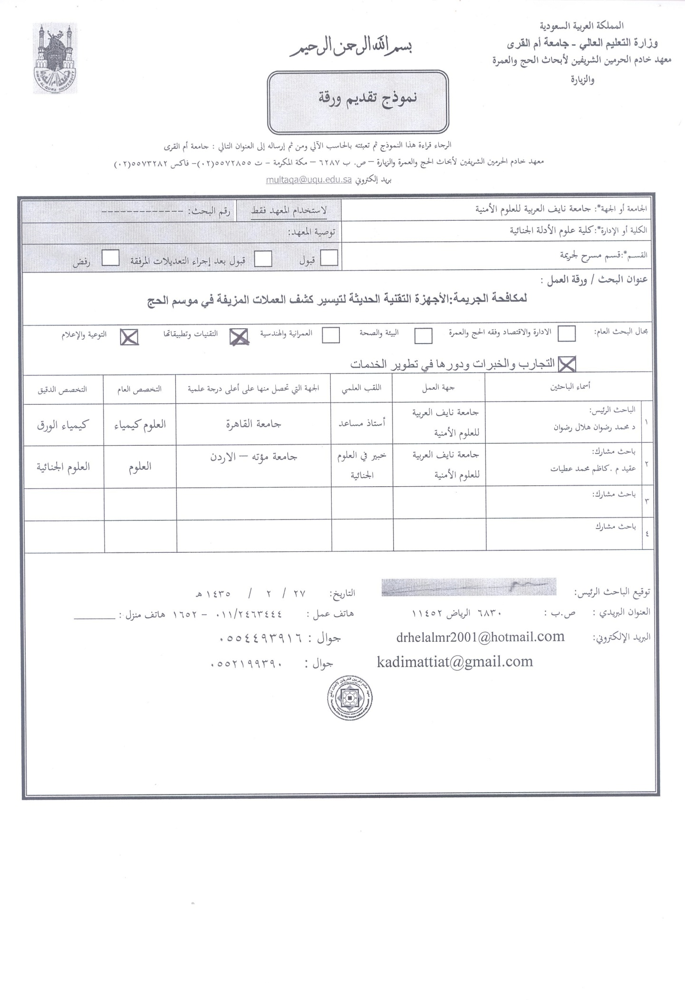 المملكة العربية السعودية
وزارة التعليم العالي - جامعة أم القرى
معهد خادم الحرمين الشريفين لأبحاث الحج والعمرة
والزيارة
بسم الله الرحمن الرحيم
UMM AL-QURA UNIVERSITY
نموذج تقديم ورقة
الرجاء قراءة هذا النموذج ثم تعبئته بالحاسب الآلي ومن ثم إرساله إلى العنوان التالي : جامعة أم القرى
معهد خادم الحرمين الشريفين لأبحاث الحج والعمرة والزيارة – ص. ب ٦٢٨٧ – مكة المكرمة - ت ٥٥٧٢٨٥٥(٠٢)- فاكس ٥٥٧٣٢٨٢(٠٢)
بريد إلكتروني multaqa@uqu.edu.sa
الجامعة أو الجهة*: جامعة نايف العربية للعلوم الأمنية لاستخدام المعهد فقط رقم البحث: -------------
الكلية أو الإدارة*:كلية علوم الأدلة الجنائية توصية المعهد:
القسم*:قسم مسرح لجريمة قبول قبول بعد إجراء التعديلات المرفقة رفض
عنوان البحث / ورقة العمل :
لمكافحة الجريمة:الأجهزة التقنية الحديثة لتيسير كشف العملات المزيفة في موسم الحج
مجال البحث العام: الادارة والاقتصاد وفقه الحج والعمرة البيئة والصحة العمرانية والهندسية التقنيات وتطبيقاتها التوعية والإعلام
التجارب والخبرات ودورها في تطوير الخدمات
أسماء الباحثين جهة العمل اللقب العلمي الجهة التي تحصل منها على أعلى درجة علمية التخصص العام التخصص الدقيق
١ الباحث الرئيس: جامعة نايف العربية
د محمد رضوان هلال رضوان للعلوم الأمنية أستاذ مساعد جامعة القاهرة العلوم كيمياء كيمياء الورق
٢ باحث مشارك: جامعة نايف العربية خبير في العلوم جامعة مؤته – الاردن
عقيد م .كاظم محمد عطيات للعلوم الأمنية الجنائية العلوم العلوم الجنائية
٣ باحث مشارك:
٤ باحث مشارك
توقيع الباحث الرئيس: التاريخ: ٢٧ / ٢ / ١٤٣٥ هـ
العنوان البريدي : ص.ب : ٦٨٣٠ الرياض ١١٤٥٢ هاتف عمل : ٠١١/٢٤٦٣٤٤٤ – ١٦٥٢ هاتف منزل : ________
البريد الإلكتروني: drhelalmr2001@hotmail.com جوال : ٠٥٥٤٤٩٣٩١٦
kadimattiat@gmail.com جوال : ٠٥٥٢١٩٩٣٩٠